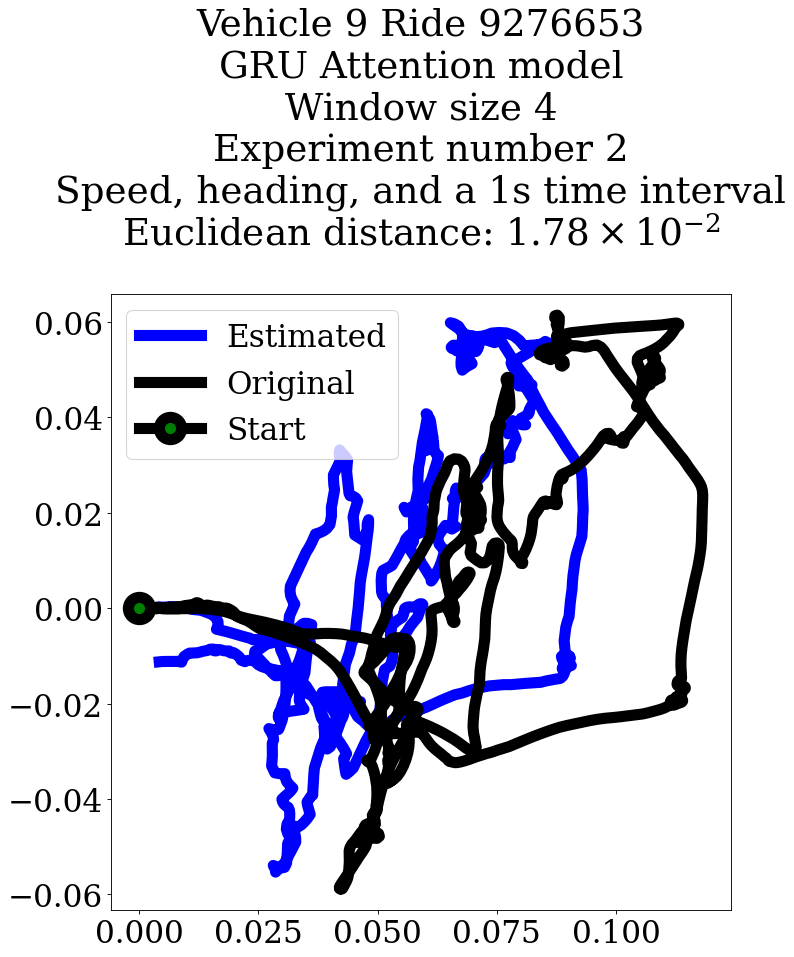 Vehicle 9 Ride 9276653
GRU Attention model
Window size 4
Experiment number 2
Speed, heading, and a 1s time interval
Euclidean distance: 1.78 × 10⁻²
Estimated
Original
Start
0.06
0.04
0.02
0.00
−0.02
−0.04
−0.06
0.000 0.025 0.050 0.075 0.100